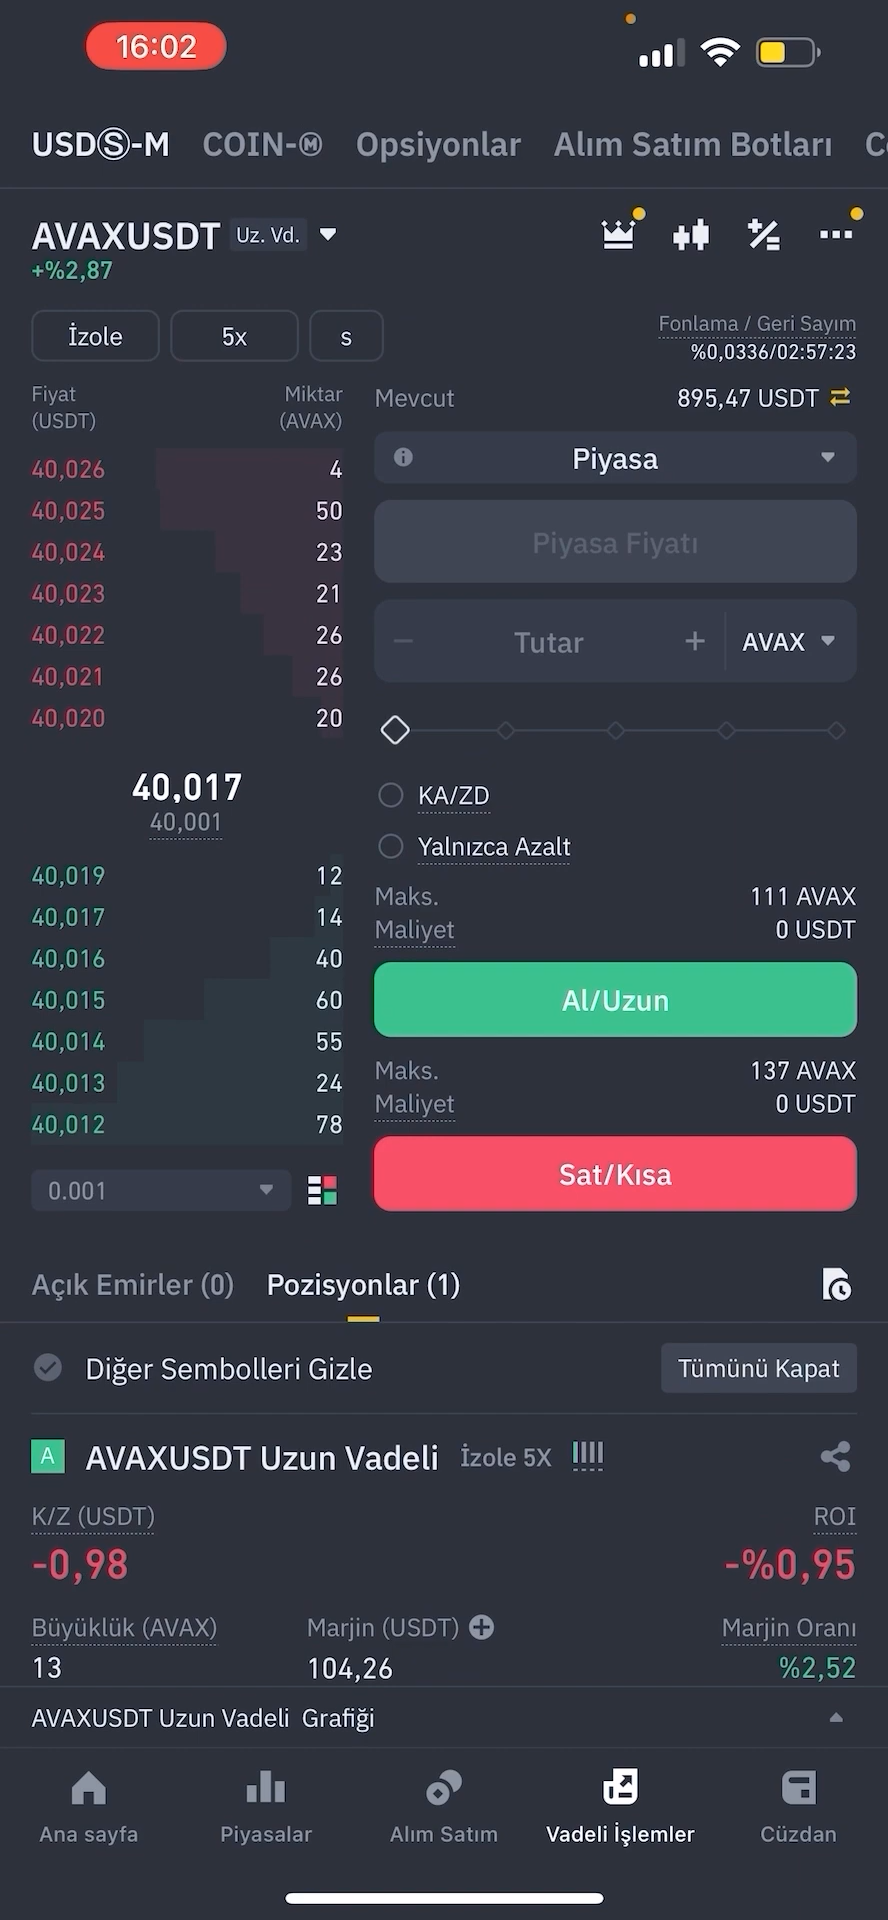 16:02
USDⓈ-M COIN-Ⓜ Opsiyonlar Alım Satım Botları
AVAXUSDT Uz. Vd.
+%2,87
İzole 5x s
Fonlama / Geri Sayım
%0,0336/02:57:23
Fiyat
(USDT)
Miktar
(AVAX)
40,026 4
40,025 50
40,024 23
40,023 21
40,022 26
40,021 26
40,020 20
40,017
40,001
40,019 12
40,017 14
40,016 40
40,015 60
40,014 55
40,013 24
40,012 78
0.001
Mevcut 895,47 USDT
Piyasa
Piyasa Fiyatı
− Tutar + AVAX
KA/ZD
Yalnızca Azalt
Maks. 111 AVAX
Maliyet 0 USDT
Al/Uzun
Maks. 137 AVAX
Maliyet 0 USDT
Sat/Kısa
Açık Emirler (0) Pozisyonlar (1)
Diğer Sembolleri Gizle Tümünü Kapat
A AVAXUSDT Uzun Vadeli İzole 5X
K/Z (USDT) ROI
-0,98 -%0,95
Büyüklük (AVAX) Marjin (USDT) Marjin Oranı
13 104,26 %2,52
AVAXUSDT Uzun Vadeli Grafiği
Ana sayfa Piyasalar Alım Satım Vadeli İşlemler Cüzdan